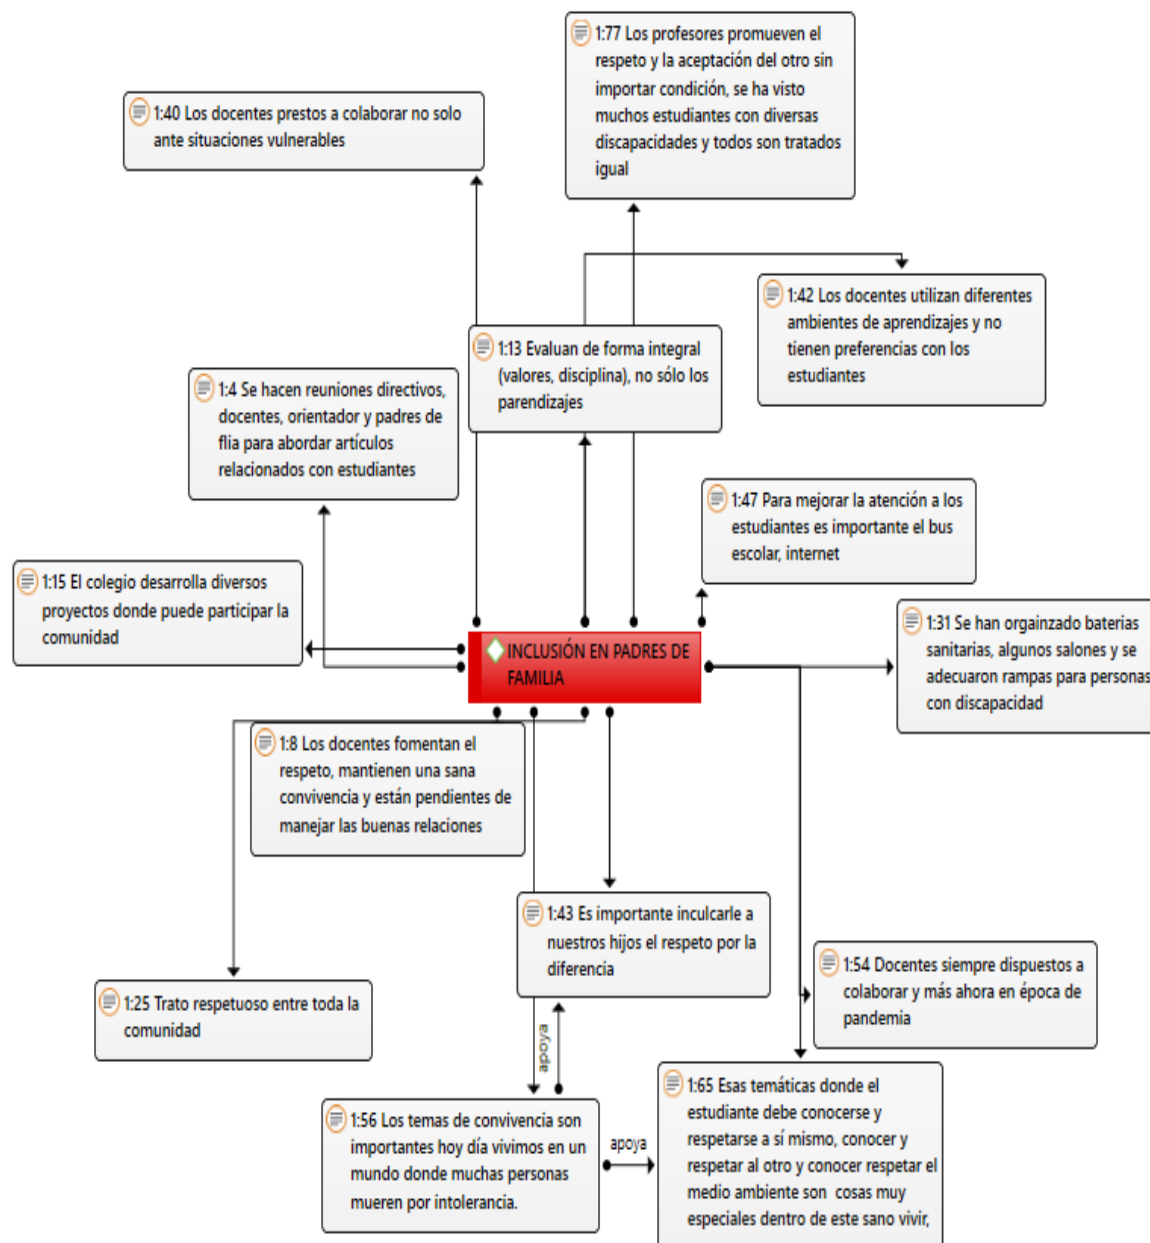 1:77 Los profesores promueven el
respeto y la aceptación del otro sin
importar condición, se ha visto
muchos estudiantes con diversas
discapacidades y todos son tratados
igual
1:40 Los docentes prestos a colaborar no solo
ante situaciones vulnerables
1:42 Los docentes utilizan diferentes
ambientes de aprendizajes y no
tienen preferencias con los
estudiantes
1:13 Evaluan de forma integral
(valores, disciplina), no sólo los
parendizajes
1:4 Se hacen reuniones directivos,
docentes, orientador y padres de
flia para abordar artículos
relacionados con estudiantes
1:47 Para mejorar la atención a los
estudiantes es importante el bus
escolar, internet
1:15 El colegio desarrolla diversos
proyectos donde puede participar la
comunidad
1:31 Se han orgainzado baterias
sanitarias, algunos salones y se
adecuaron rampas para personas
con discapacidad
INCLUSIÓN EN PADRES DE
FAMILIA
1:8 Los docentes fomentan el
respeto, mantienen una sana
convivencia y están pendientes de
manejar las buenas relaciones
1:43 Es importante inculcarle a
nuestros hijos el respeto por la
diferencia
1:54 Docentes siempre dispuestos a
colaborar y más ahora en época de
pandemia
1:25 Trato respetuoso entre toda la
comunidad
apoya
1:56 Los temas de convivencia son
importantes hoy día vivimos en un
mundo donde muchas personas
mueren por intolerancia.
apoya
1:65 Esas temáticas donde el
estudiante debe conocerse y
respetarse a sí mismo, conocer y
respetar al otro y conocer respetar el
medio ambiente son cosas muy
especiales dentro de este sano vivir,